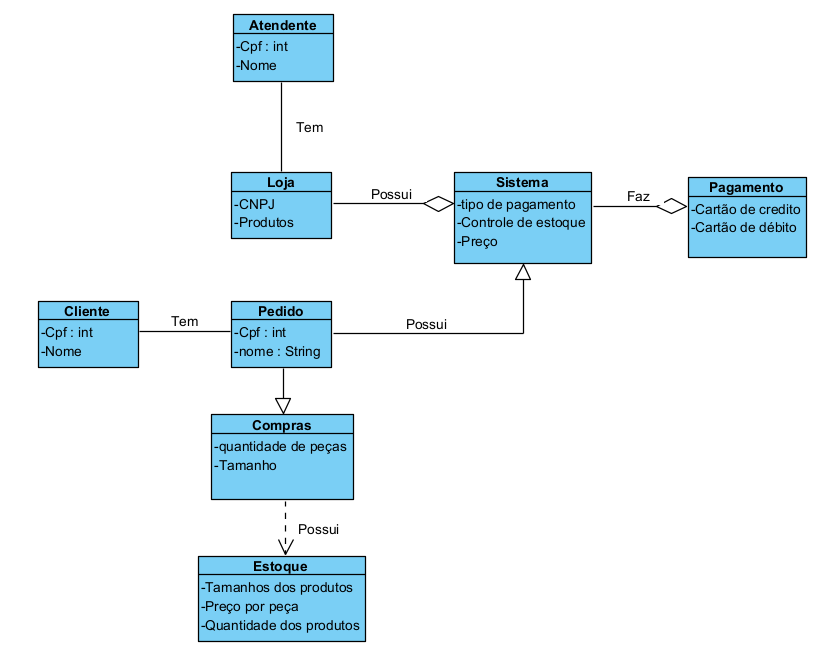 Atendente
-Cpf : int
-Nome
Tem
Loja
-CNPJ
-Produtos
Possui
Sistema
-tipo de pagamento
-Controle de estoque
-Preço
Faz
Pagamento
-Cartão de credito
-Cartão de débito
Cliente
-Cpf : int
-Nome
Tem
Pedido
-Cpf : int
-nome : String
Possui
Compras
-quantidade de peças
-Tamanho
Possui
Estoque
-Tamanhos dos produtos
-Preço por peça
-Quantidade dos produtos